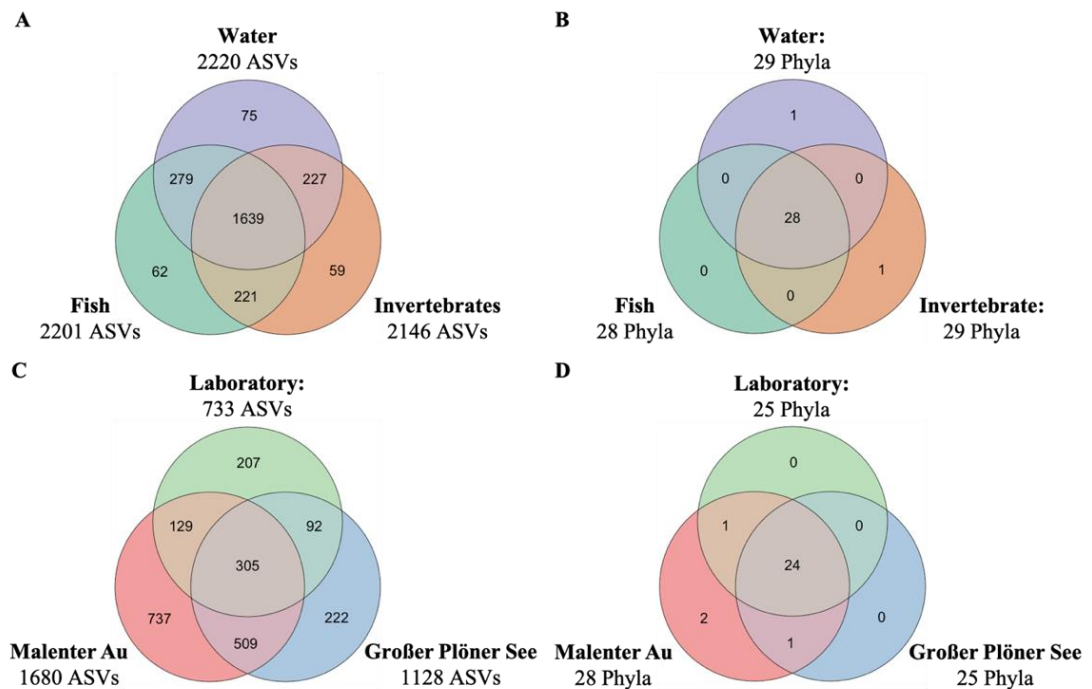 A
Water
2220 ASVs
75
279
227
1639
62
59
221
Fish
2201 ASVs
Invertebrates
2146 ASVs
B
Water:
29 Phyla
1
0
0
28
0
1
0
Fish
28 Phyla
Invertebrate:
29 Phyla
C
Laboratory:
733 ASVs
207
129
92
305
737
222
509
Malenter Au
1680 ASVs
Großer Plöner See
1128 ASVs
D
Laboratory:
25 Phyla
0
1
0
24
2
0
1
Malenter Au
28 Phyla
Großer Plöner See
25 Phyla